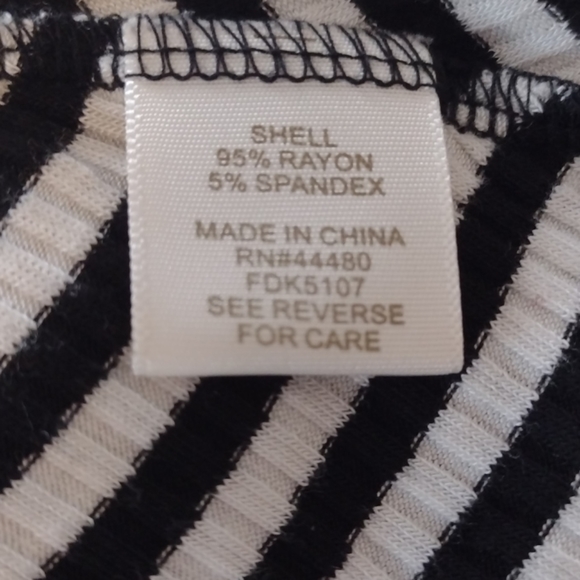 SHELL
95% RAYON
5% SPANDEX
MADE IN CHINA
RN#44480
FDK5107
SEE REVERSE
FOR CARE